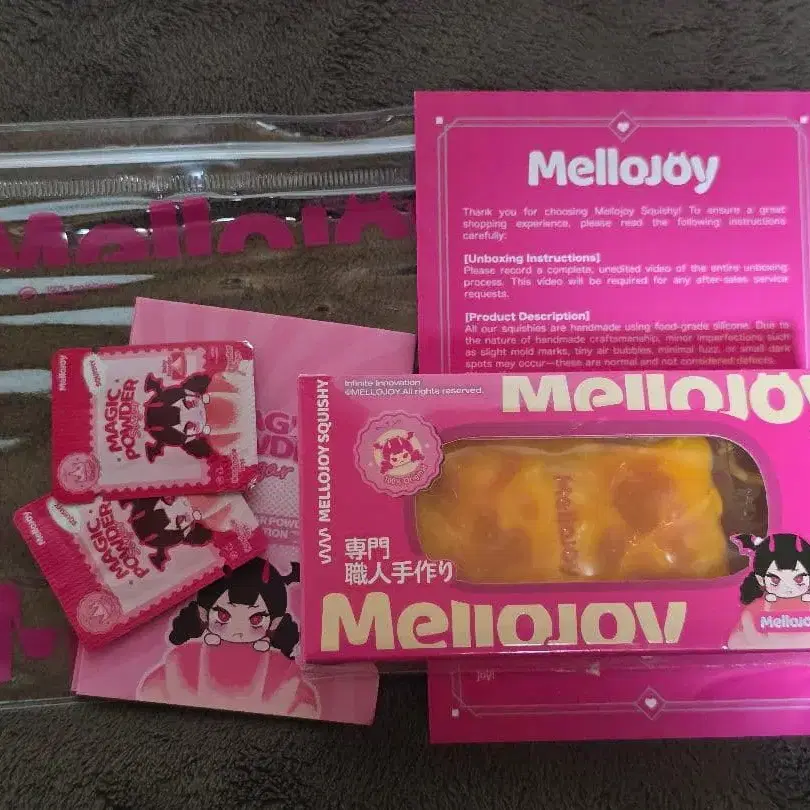 Mellojoy
Thank you for choosing Mellojoy Squishy! To ensure a great
shopping experience, please read the following instructions
carefully:
[Unboxing Instructions]
Please record a complete, unedited video of the entire unboxing
process. This video will be required for any after-sales service
requests.
[Product Description]
All our squishies are handmade using food-grade silicone. Due to
the nature of handmade craftsmanship, minor imperfections such
as slight mold marks, tiny air bubbles, minimal fuzz, or small dark
spots may occur—these are normal and not considered defects.
joy!
Mellojoy
Mellojoy
MAGIC
POWDER
Mellojoy
MAGIC
POWDER
MELLOJOY SQUISHY
Infinite Innovation
©MELLOJOY.All rights reserved.
Mellojoy
Mellojoy
専門
職人手作り
Mellojoy
Mellojo